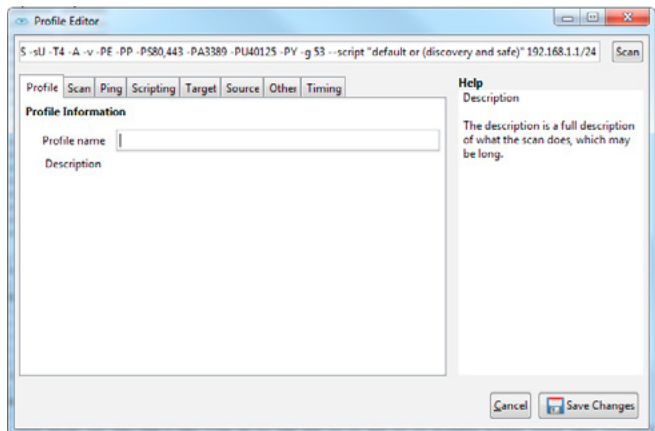 Profile Editor
S -sU -T4 -A -v -PE -PP -PS80,443 -PA3389 -PU40125 -PY -g 53 --script "default or (discovery and safe)" 192.168.1.1/24 Scan
Profile Scan Ping Scripting Target Source Other Timing
Profile Information
Profile name
Description
Help
Description
The description is a full description
of what the scan does, which may
be long.
Cancel Save Changes